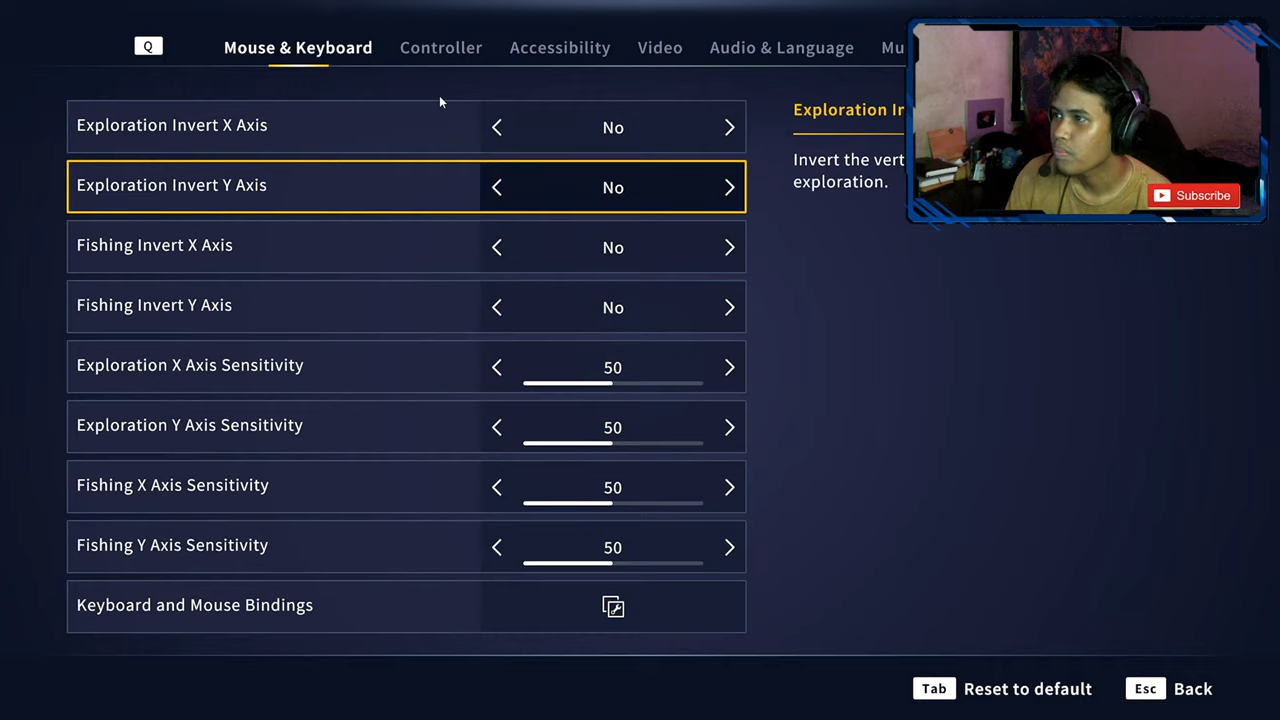 Q
Mouse & Keyboard
Controller
Accessibility
Video
Audio & Language
Mu
Exploration Invert X Axis
No
Exploration Invert Y Axis
No
Fishing Invert X Axis
No
Fishing Invert Y Axis
No
Exploration X Axis Sensitivity
50
Exploration Y Axis Sensitivity
50
Fishing X Axis Sensitivity
50
Fishing Y Axis Sensitivity
50
Keyboard and Mouse Bindings
Exploration In
Invert the vert
exploration.
Subscribe
Tab Reset to default
Esc Back